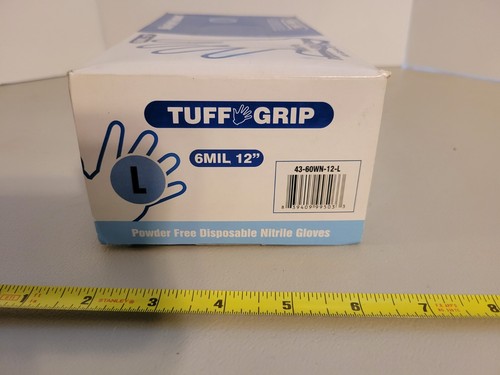 TUFF GRIP
6MIL 12"
43-60WN-12-L
L
Powder Free Disposable Nitrile Gloves
1 2 3 4 5 6 7 8
STANLEY